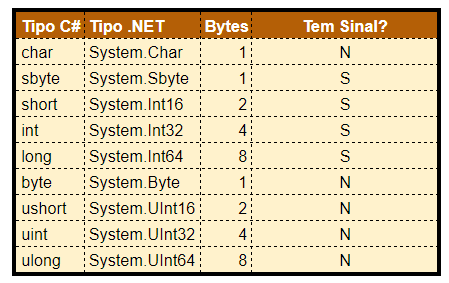 Tipo C# Tipo .NET Bytes Tem Sinal?
char System.Char 1 N
sbyte System.Sbyte 1 S
short System.Int16 2 S
int System.Int32 4 S
long System.Int64 8 S
byte System.Byte 1 N
ushort System.UInt16 2 N
uint System.UInt32 4 N
ulong System.UInt64 8 N